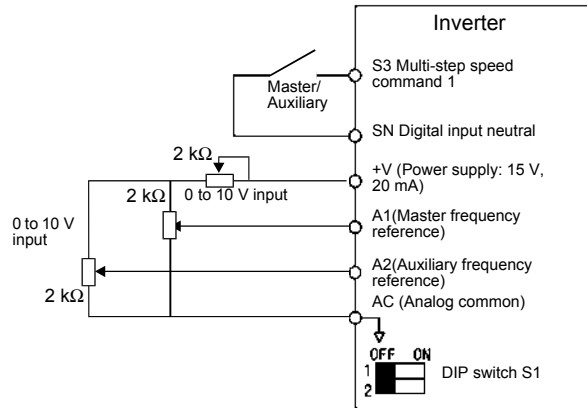 Inverter
S3 Multi-step speed
command 1
Master/
Auxiliary
SN Digital input neutral
2 kΩ
+V (Power supply: 15 V,
20 mA)
0 to 10 V input
2 kΩ
0 to 10 V
input
A1(Master frequency
reference)
A2(Auxiliary frequency
reference)
2 kΩ
AC (Analog common)
OFF ON
1
2
DIP switch S1